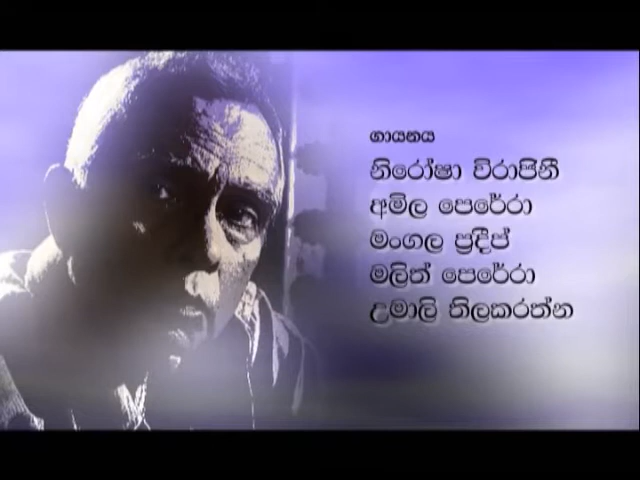 ගායනය
නිරෝෂා විරාජිනී
අමිල පෙරේරා
මංගල ප්‍රදීප්
මලිත් පෙරේරා
උමාලි තිලකරත්න